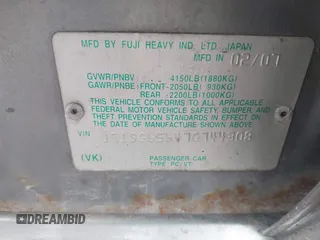 MFD BY FUJI HEAVY IND. LTD. JAPAN
MFD IN 02/07
GVWR/PNBV 4150LB(1880KG)
GAWR/PNBE:FRONT-2050LB( 930KG)
REAR -2200LB(1000KG)
THIS VEHICLE CONFORMS TO ALL APPLICABLE
FEDERAL MOTOR VEHICLE SAFETY, BUMPER, AND
THEFT PREVENTION STANDARDS IN EFFECT
ON THE DATE OF MANUFACTURE SHOWN ABOVE.
VIN
(VK)
PASSENGER CAR
TYPE PC:VT
DREAMBID